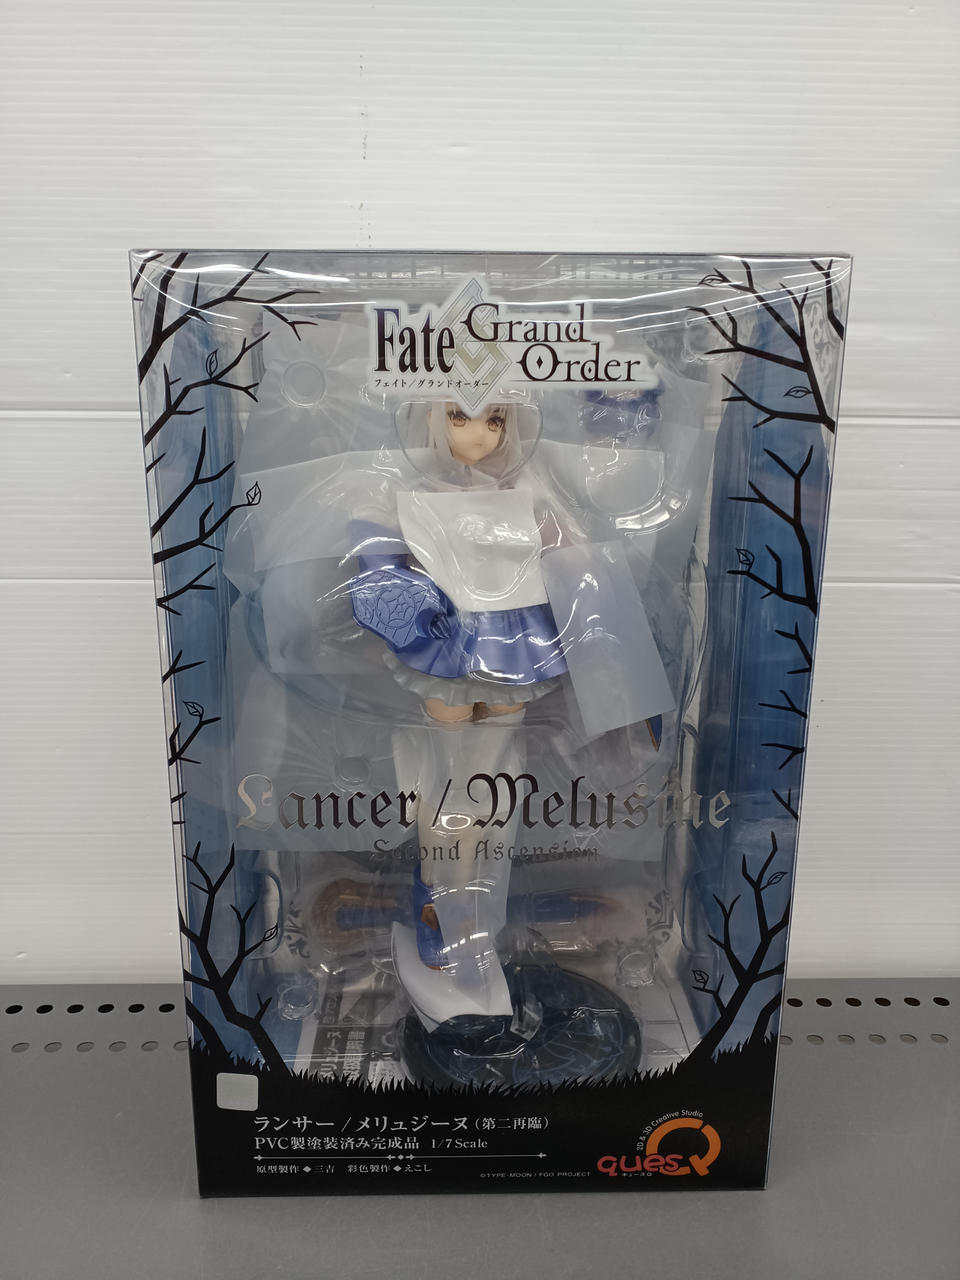 Fate Grand Order
フェイト/グランドオーダー
Lancer / Melusine
Second Ascension
ランサー / メリュジーヌ (第二再臨)
PVC製塗装済み完成品 1/7 Scale
原型製作◆三吉 彩色製作◆えこし
©TYPE-MOON / FGO PROJECT
2D & 3D Creative Studio
quesQ
キューズQ